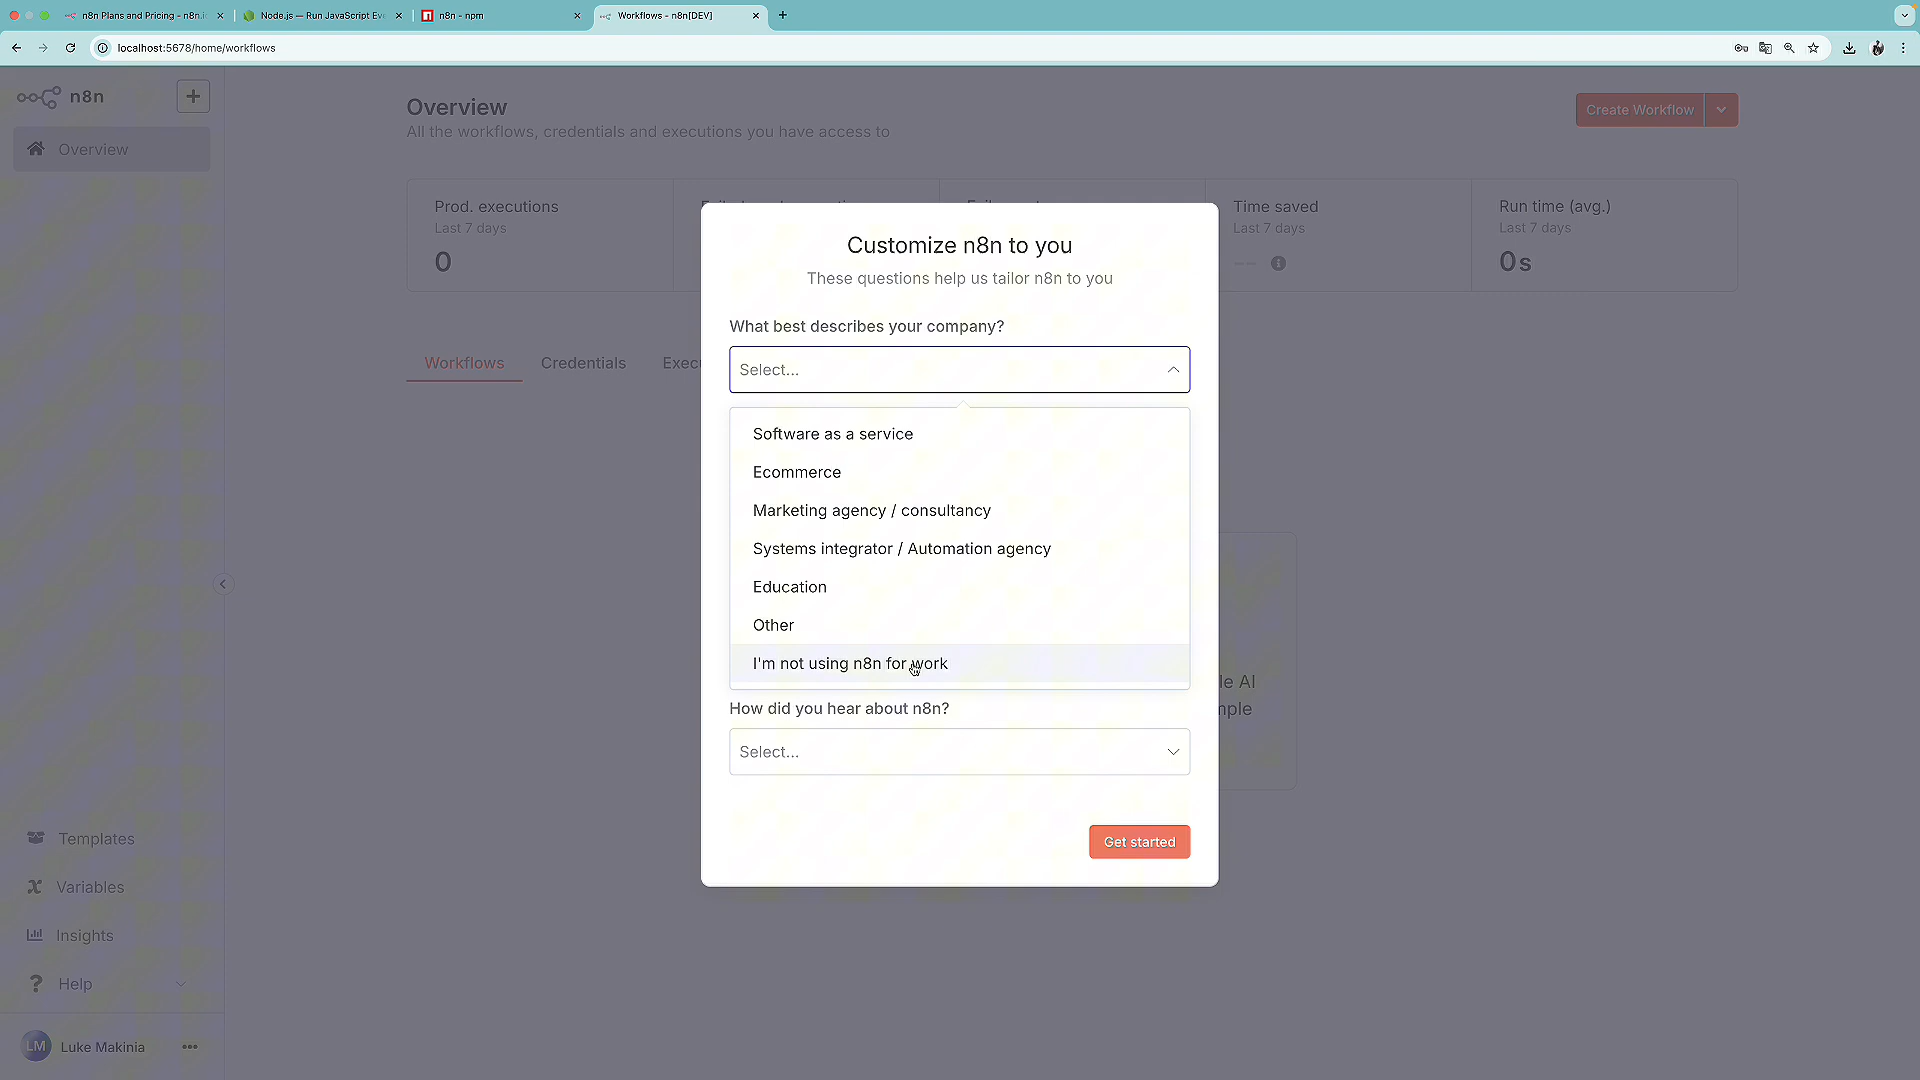 n8n Plans and Pricing - n8n.i
Node.js — Run JavaScript Eve
n8n - npm
Workflows - n8n[DEV]
localhost:5678/home/workflows
n8n
Overview
Overview
All the workflows, credentials and executions you have access to
Create Workflow
Prod. executions
Last 7 days
0
Time saved
Last 7 days
--
Run time (avg.)
Last 7 days
0s
Workflows
Credentials
Execu
Customize n8n to you
These questions help us tailor n8n to you
What best describes your company?
Select...
Software as a service
Ecommerce
Marketing agency / consultancy
Systems integrator / Automation agency
Education
Other
I'm not using n8n for work
How did you hear about n8n?
Select...
Get started
le AI
mple
Templates
Variables
Insights
Help
LM
Luke Makinia